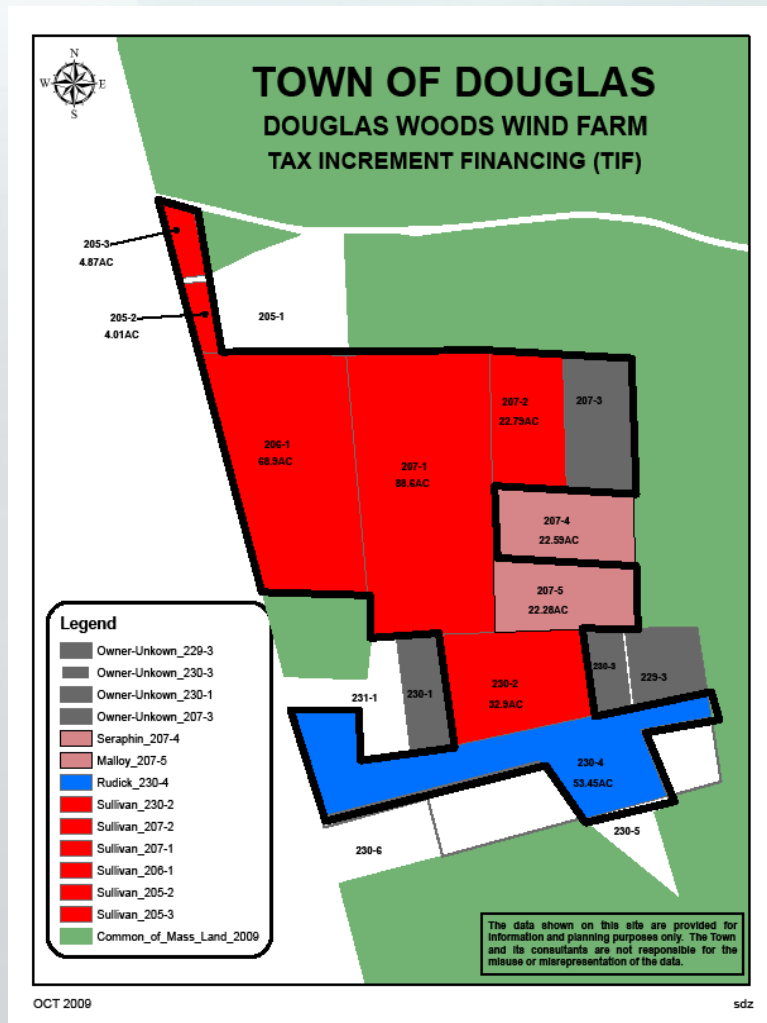 N
W E
S
TOWN OF DOUGLAS
DOUGLAS WOODS WIND FARM
TAX INCREMENT FINANCING (TIF)
205-3
4.87AC
205-2
4.01AC
205-1
207-2
22.79AC
207-3
206-1
68.9AC
207-1
88.6AC
207-4
22.59AC
207-5
22.28AC
230-3
229-3
230-1
230-2
32.9AC
231-1
230-4
53.45AC
230-5
230-6
Legend
Owner-Unkown_229-3
Owner-Unkown_230-3
Owner-Unkown_230-1
Owner-Unkown_207-3
Seraphin_207-4
Malloy_207-5
Rudick_230-4
Sullivan_230-2
Sullivan_207-2
Sullivan_207-1
Sullivan_206-1
Sullivan_205-2
Sullivan_205-3
Common_of_Mass_Land_2009
The data shown on this site are provided for
information and planning purposes only. The Town
and its consultants are not responsible for the
misuse or misrepresentation of the data.
OCT 2009
sdz